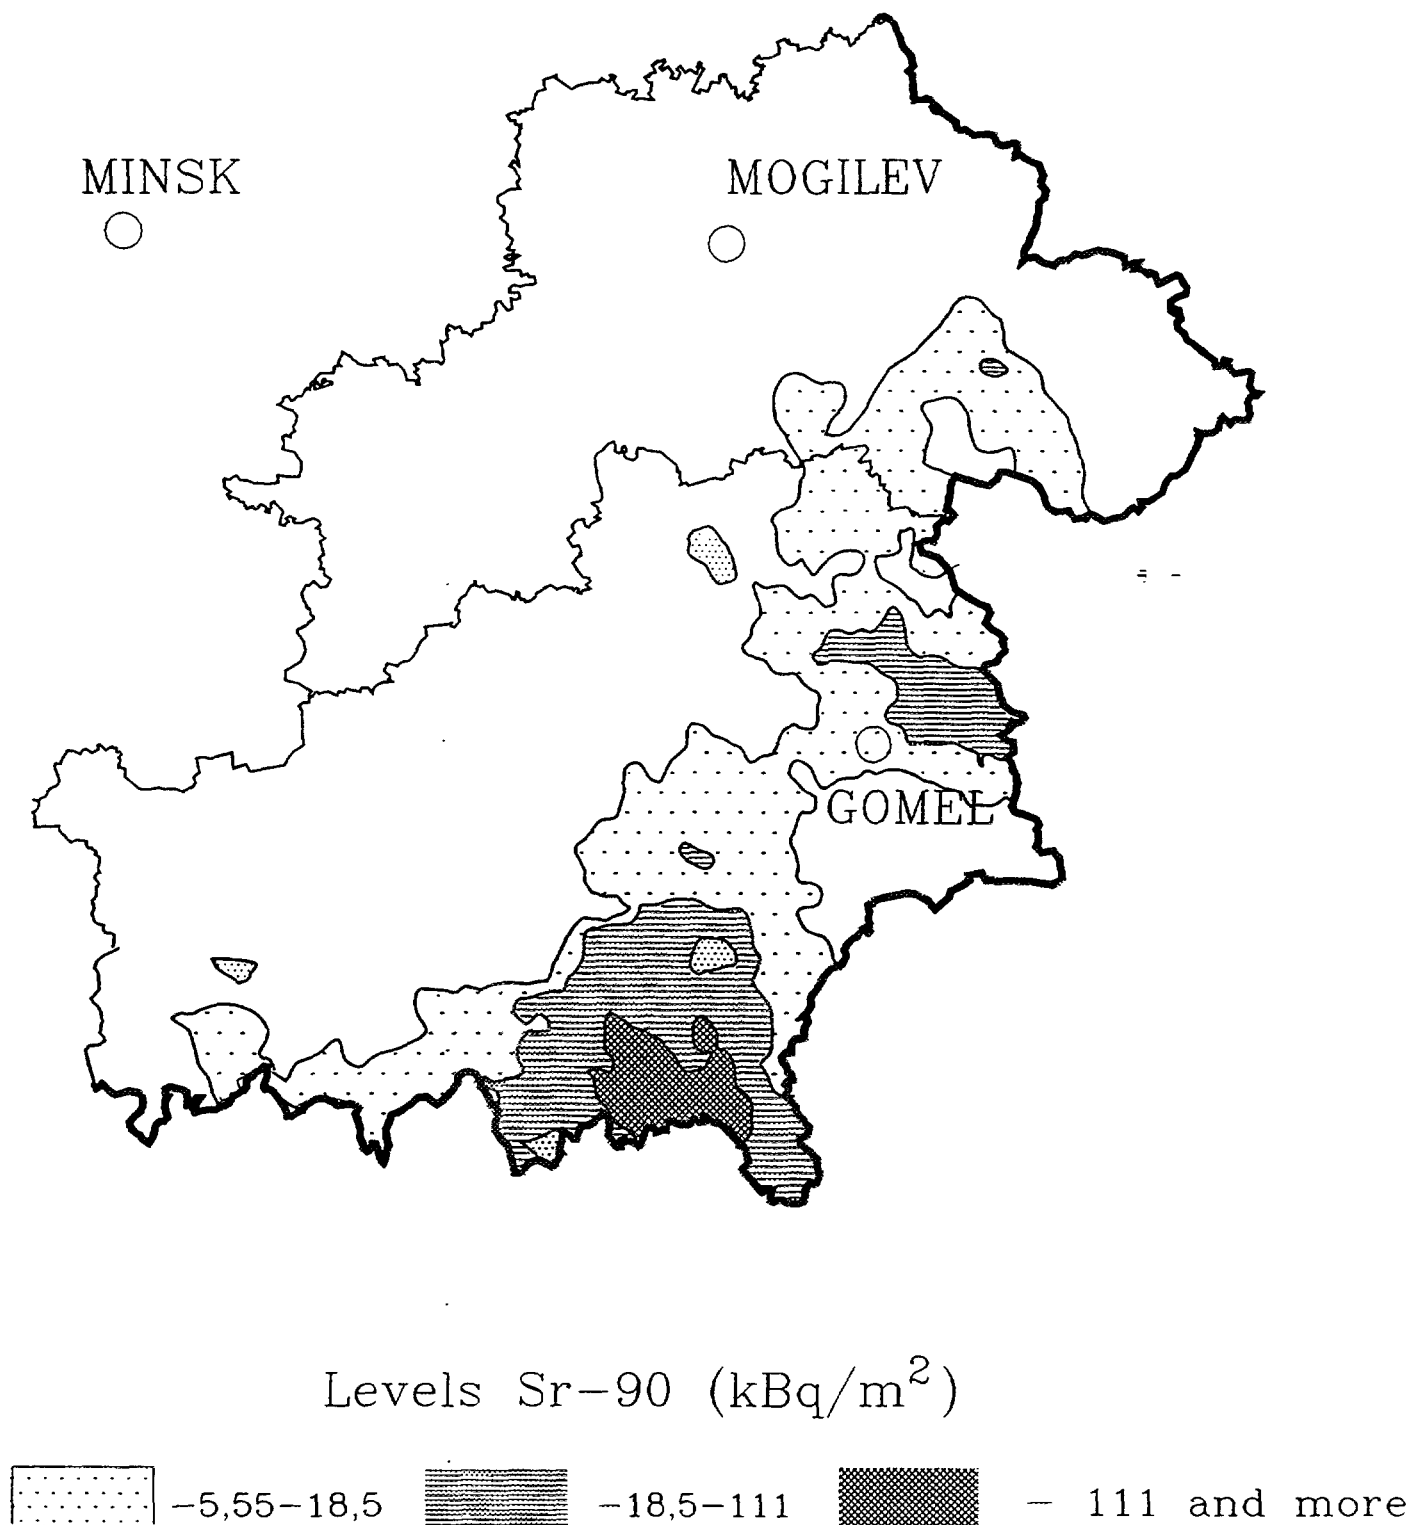 MINSK
MOGILEV
GOMEL
Levels Sr-90 (kBq/m²)
-5,55-18,5
-18,5-111
- 111 and more